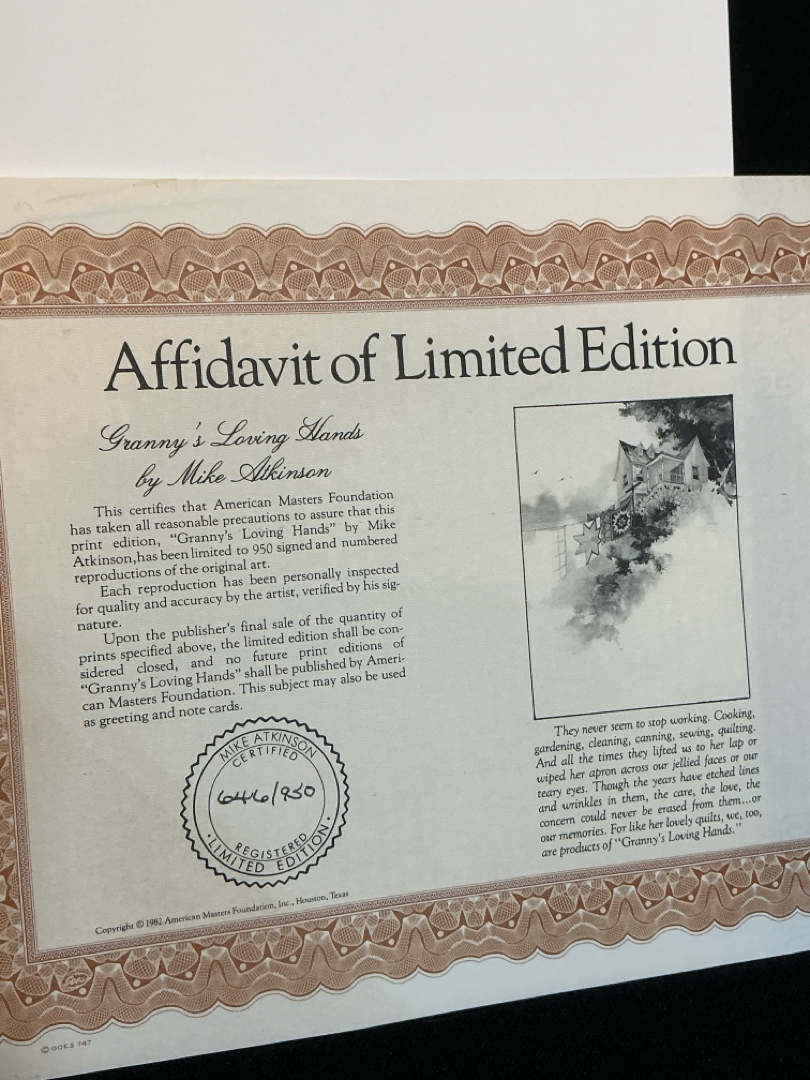 Affidavit of Limited Edition
Granny's Loving Hands
by Mike Atkinson
This certifies that American Masters Foundation
has taken all reasonable precautions to assure that this
print edition, "Granny's Loving Hands" by Mike
Atkinson,has been limited to 950 signed and numbered
reproductions of the original art.
Each reproduction has been personally inspected
for quality and accuracy by the artist, verified by his sig-
nature.
Upon the publisher's final sale of the quantity of
prints specified above, the limited edition shall be con-
sidered closed, and no future print editions of
"Granny's Loving Hands" shall be published by Ameri-
can Masters Foundation. This subject may also be used
as greeting and note cards.
MIKE ATKINSON
CERTIFIED
646/950
REGISTERED
• LIMITED EDITION •
Copyright © 1982 American Masters Foundation, Inc., Houston, Texas
They never seem to stop working. Cooking,
gardening, cleaning, canning, sewing, quilting.
And all the times they lifted us to her lap or
wiped her apron across our jellied faces or our
teary eyes. Though the years have etched lines
and wrinkles in them, the care, the love, the
concern could never be erased from them...or
our memories. For like her lovely quilts, we, too,
are products of "Granny's Loving Hands."
© GOES 747